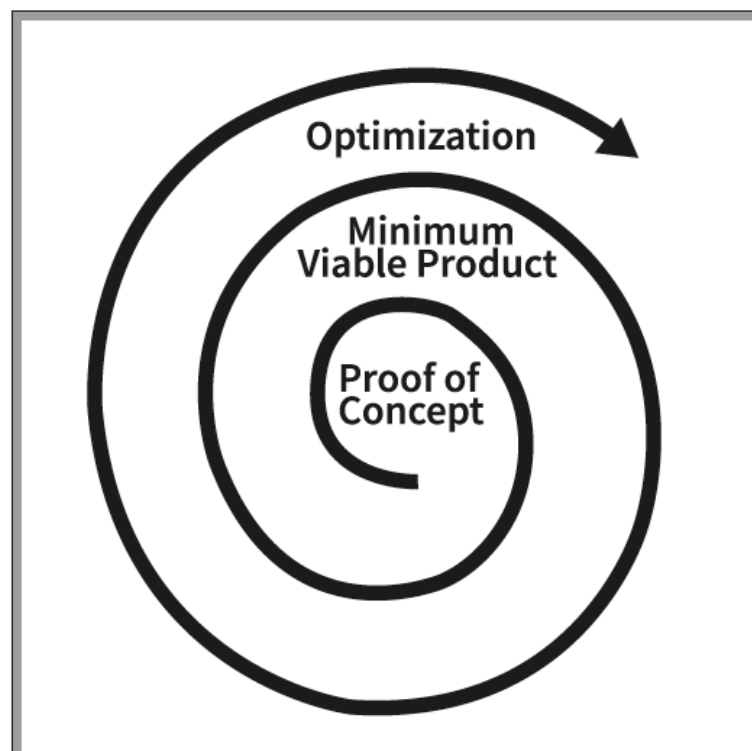 Optimization
Minimum
Viable Product
Proof of
Concept